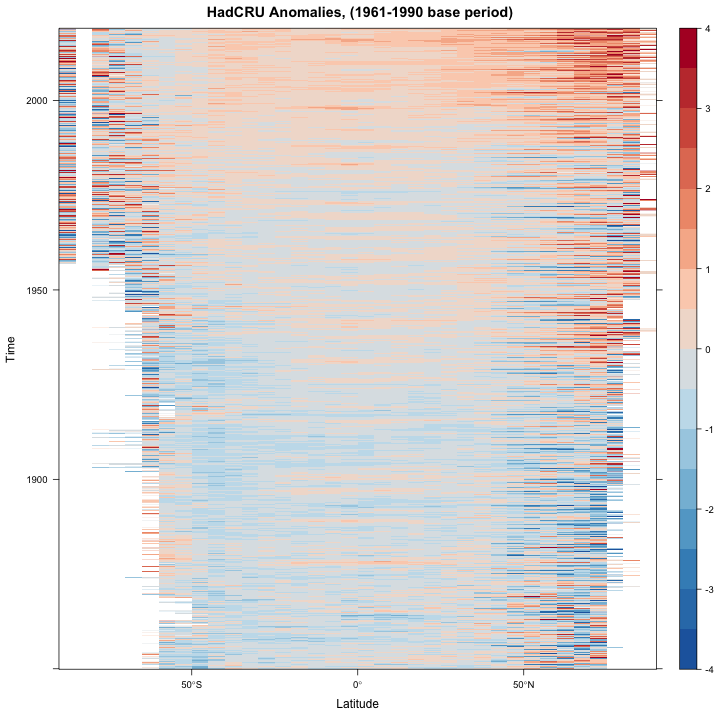 HadCRU Anomalies, (1961-1990 base period)
4
3
2
1
0
-1
-2
-3
-4
2000
1950
1900
Time
50°S
0°
50°N
Latitude